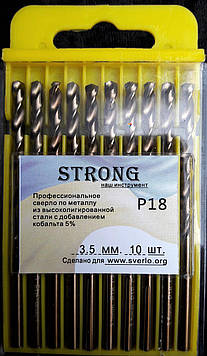 STRONG
наш инструмент
Профессиональное
сверло по металлу
из высоколигированной
стали с добавлением
кобальта 5%
Р18
3.5 мм. 10 шт.
Сделано для www.sverlo.org